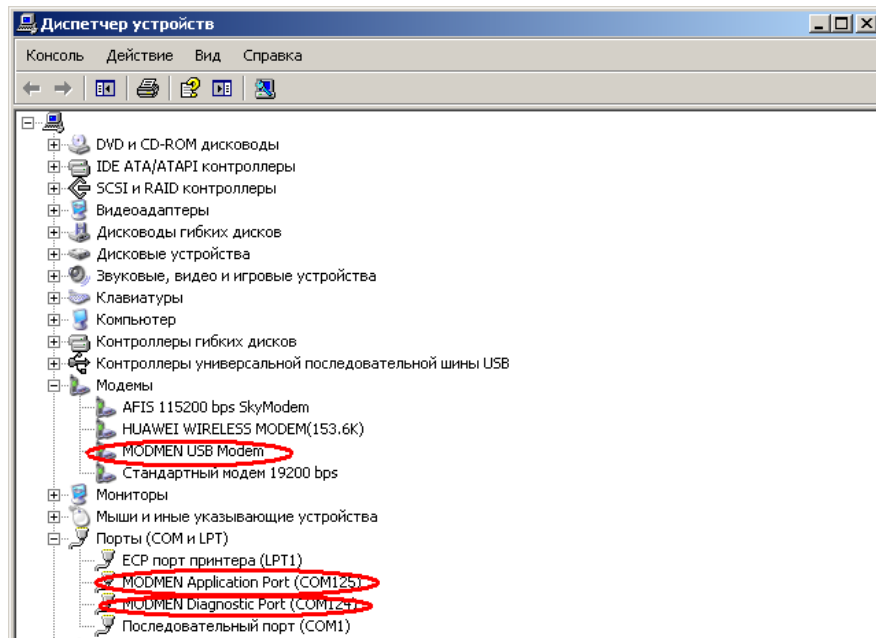 Диспетчер устройств
Консоль Действие Вид Справка
DVD и CD-ROM дисководы
IDE ATA/ATAPI контроллеры
SCSI и RAID контроллеры
Видеоадаптеры
Дисководы гибких дисков
Дисковые устройства
Звуковые, видео и игровые устройства
Клавиатуры
Компьютер
Контроллеры гибких дисков
Контроллеры универсальной последовательной шины USB
Модемы
AFIS 115200 bps SkyModem
HUAWEI WIRELESS MODEM(153.6K)
MODMEN USB Modem
Стандартный модем 19200 bps
Мониторы
Мыши и иные указывающие устройства
Порты (COM и LPT)
ECP порт принтера (LPT1)
MODMEN Application Port (COM125)
MODMEN Diagnostic Port (COM124)
Последовательный порт (COM1)